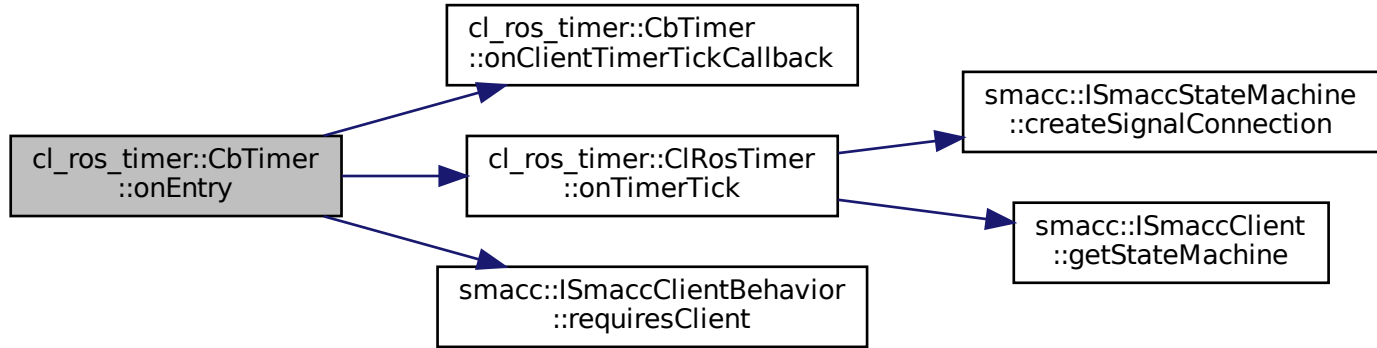 cl_ros_timer::CbTimer
::onEntry
cl_ros_timer::CbTimer
::onClientTimerTickCallback
cl_ros_timer::ClRosTimer
::onTimerTick
smacc::ISmaccClientBehavior
::requiresClient
smacc::ISmaccStateMachine
::createSignalConnection
smacc::ISmaccClient
::getStateMachine